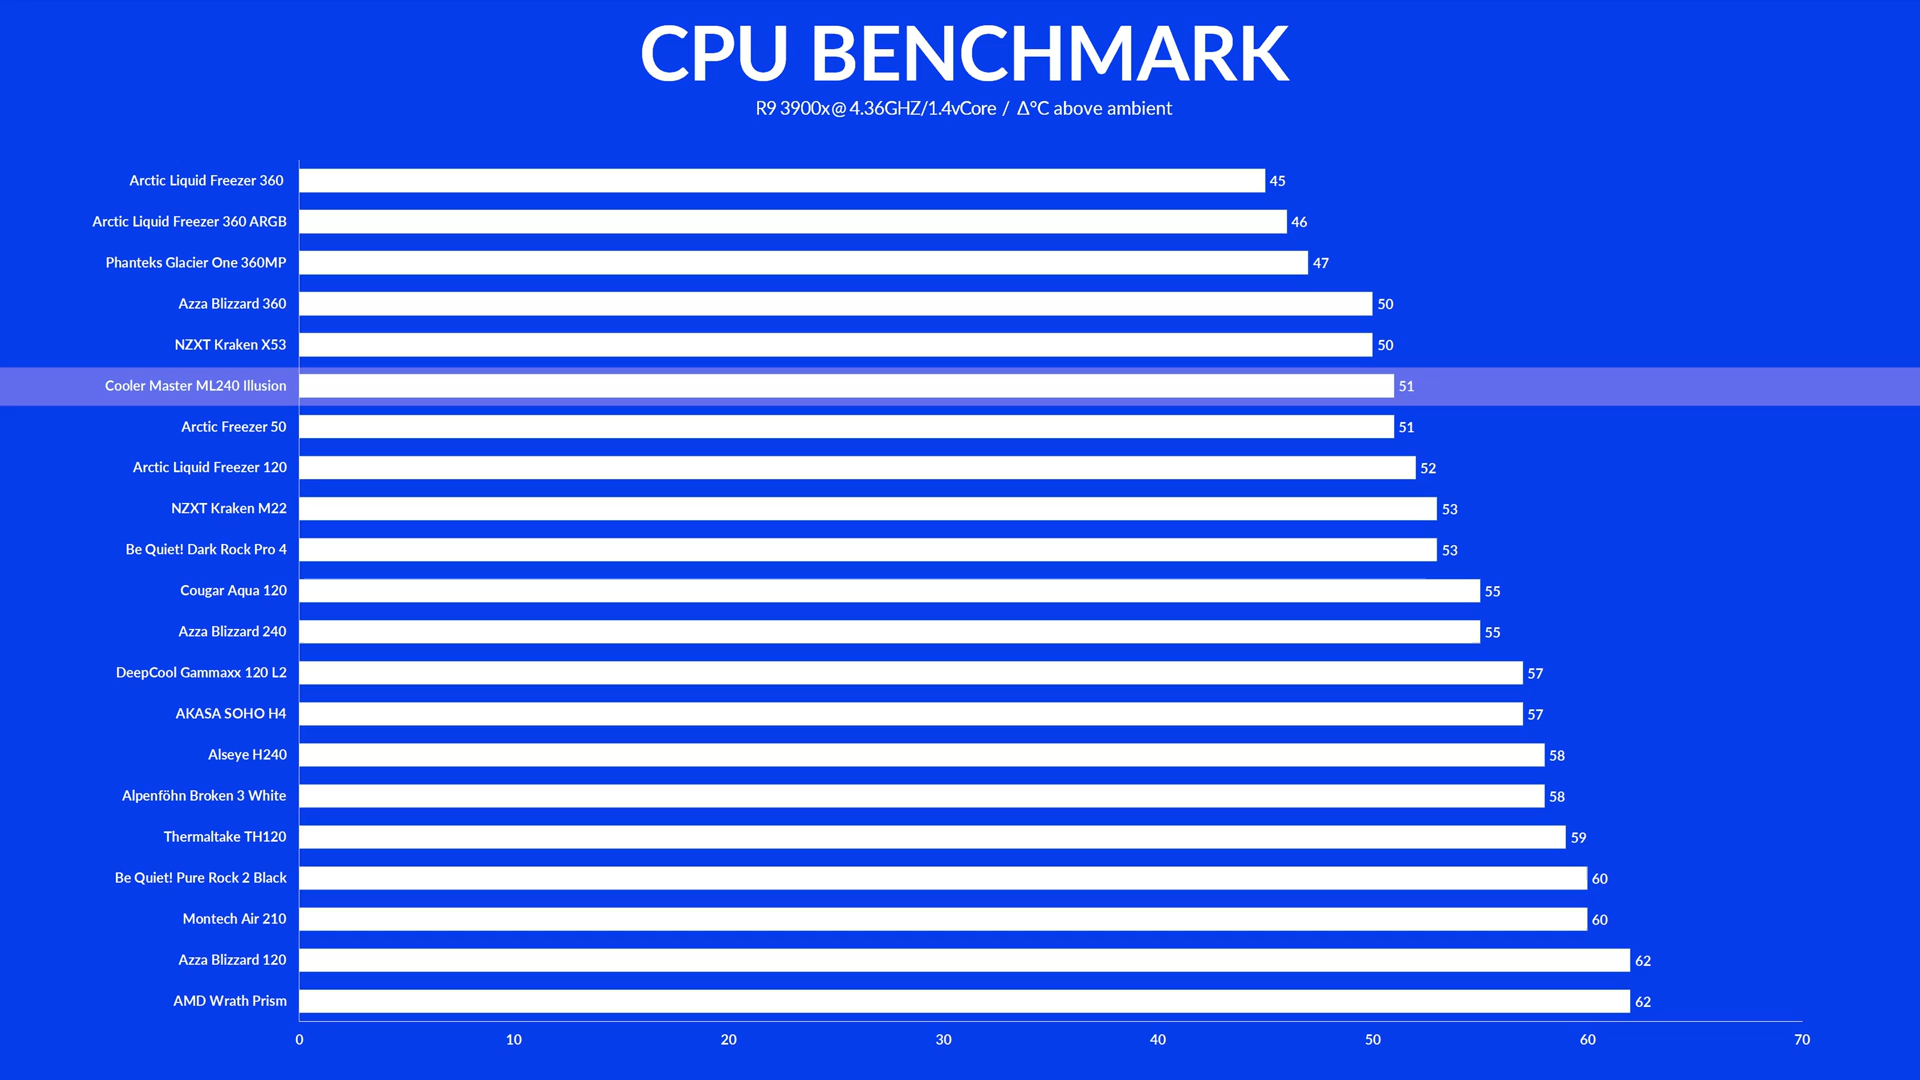 CPU BENCHMARK
R9 3900x@4.36GHZ/1.4vCore / Δ°C above ambient
Arctic Liquid Freezer 360 45
Arctic Liquid Freezer 360 ARGB 46
Phanteks Glacier One 360MP 47
Azza Blizzard 360 50
NZXT Kraken X53 50
Cooler Master ML240 Illusion 51
Arctic Freezer 50 51
Arctic Liquid Freezer 120 52
NZXT Kraken M22 53
Be Quiet! Dark Rock Pro 4 53
Cougar Aqua 120 55
Azza Blizzard 240 55
DeepCool Gammaxx 120 L2 57
AKASA SOHO H4 57
Alseye H240 58
Alpenföhn Broken 3 White 58
Thermaltake TH120 59
Be Quiet! Pure Rock 2 Black 60
Montech Air 210 60
Azza Blizzard 120 62
AMD Wrath Prism 62
0 10 20 30 40 50 60 70